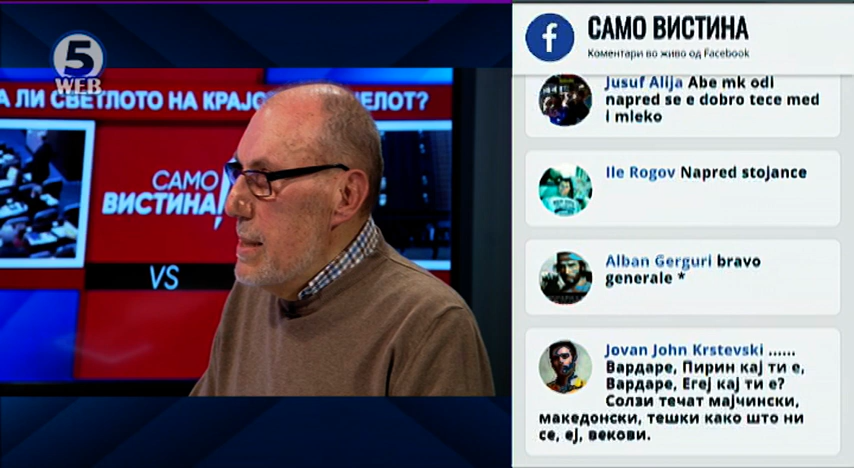 5
WEB
А ЛИ СВЕТЛОТО НА КРАЈО
ЕЛОТ?
САМО
ВИСТИНА!
VS
f
САМО ВИСТИНА
Коментари во живо од Facebook
Jusuf Alija Abe mk odi
napred se e dobro tece med
i mleko
Ile Rogov Napred stojance
Alban Gerguri bravo
generale *
Jovan John Krstevski ......
Вардаре, Пирин кај ти е,
Вардаре, Егеј кај ти е?
Солзи течат мајчински,
македонски, тешки како што ни
се, еј, векови.